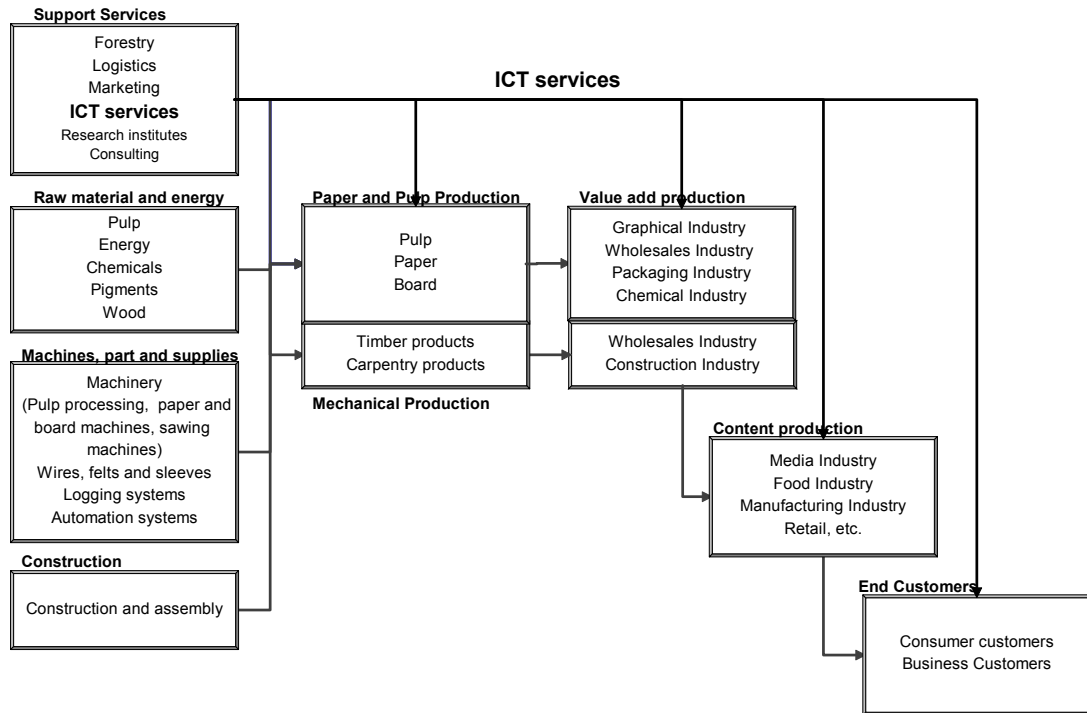 Support Services
Forestry
Logistics
Marketing
ICT services
Research institutes
Consulting
ICT services
Raw material and energy
Pulp
Energy
Chemicals
Pigments
Wood
Paper and Pulp Production
Pulp
Paper
Board
Timber products
Carpentry products
Mechanical Production
Value add production
Graphical Industry
Wholesales Industry
Packaging Industry
Chemical Industry
Wholesales Industry
Construction Industry
Machines, part and supplies
Machinery
(Pulp processing, paper and
board machines, sawing
machines)
Wires, felts and sleeves
Logging systems
Automation systems
Content production
Media Industry
Food Industry
Manufacturing Industry
Retail, etc.
Construction
Construction and assembly
End Customers
Consumer customers
Business Customers